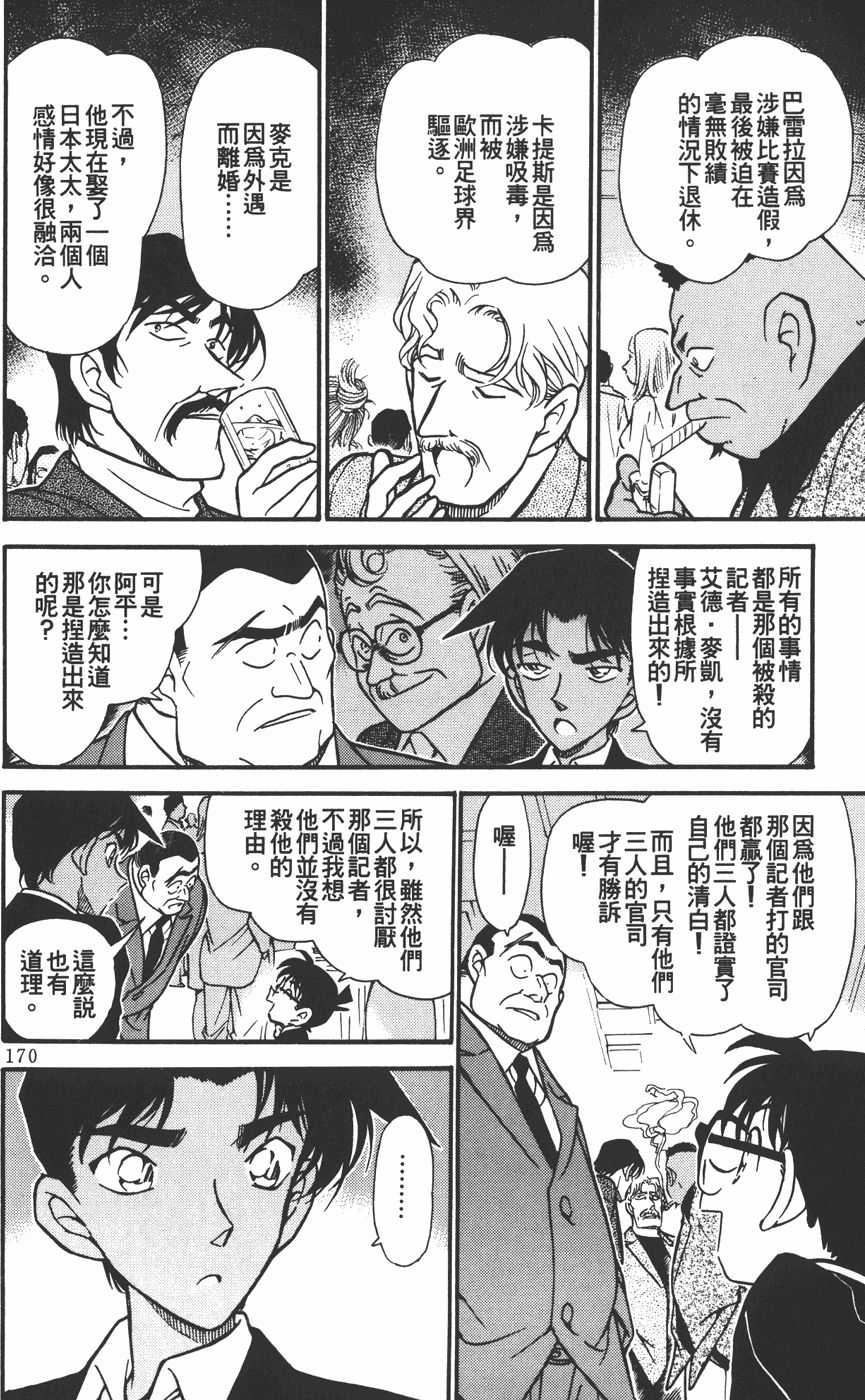 巴雷拉因為
涉嫌比賽造假，
最後被迫在
毫無敗績
的情況下退休。
卡提斯是因為
涉嫌吸毒，
而被
歐洲足球界
驅逐。
麥克是
因為外遇
而離婚……
不過，
他現在娶了一個
日本太太，兩個人
感情好像很融洽。
所有的事情
都是那個被殺的
記者——
艾德·麥凱，沒有
事實根據所
捏造出來的！
可是
阿平…
你怎麼知道
那是捏造出來
的呢？
因為他們跟
那個記者打的官司
都贏了！
他們三人都證實了
自己的清白！
而且，只有他們
三人的官司
才有勝訴
喔！
喔——
所以，雖然他們
三人都很討厭
那個記者，
不過我想
他們並沒有
殺他的
理由。
這麼說
也有
道理。
170
………